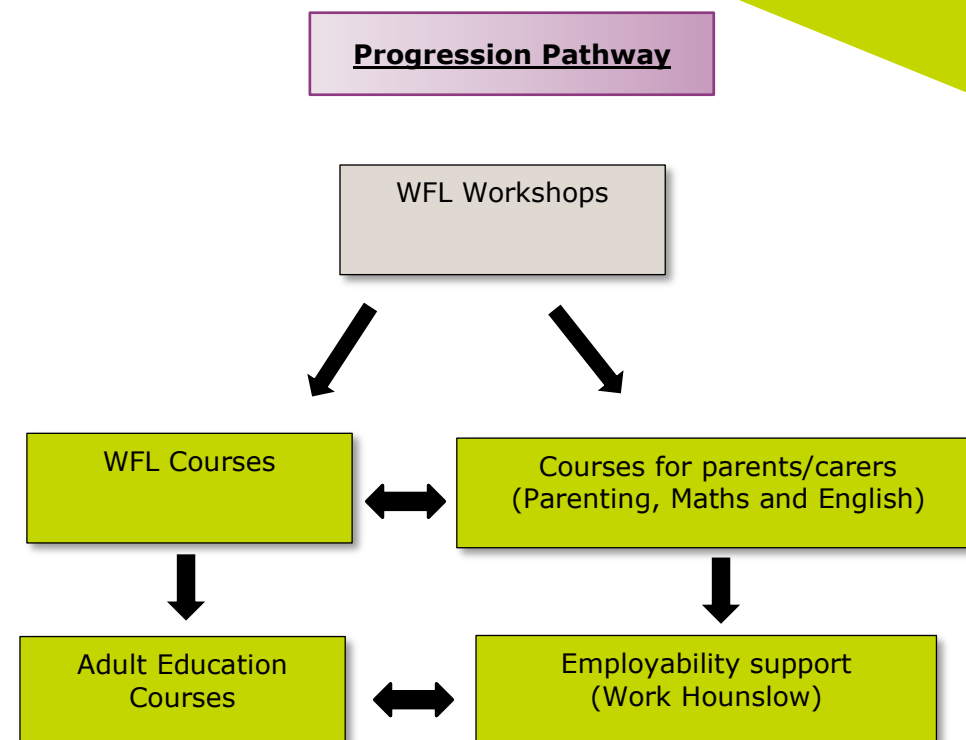 Progression Pathway
WFL Workshops
WFL Courses
Courses for parents/carers
(Parenting, Maths and English)
Adult Education
Courses
Employability support
(Work Hounslow)